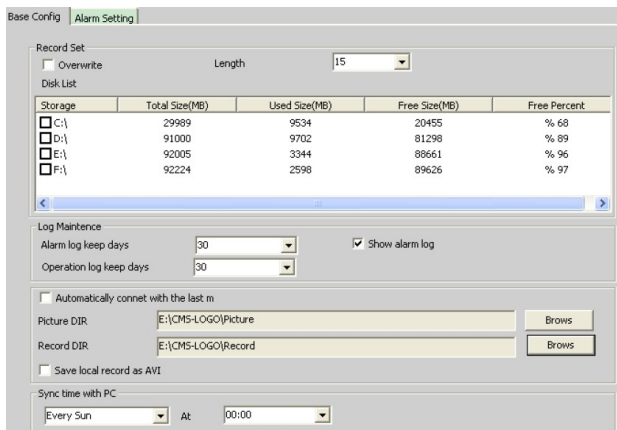 Base Config Alarm Setting
Record Set
Overwrite Length 15
Disk List
Storage Total Size(MB) Used Size(MB) Free Size(MB) Free Percent
C:\ 29989 9534 20455 % 68
D:\ 91000 9702 81298 % 89
E:\ 92005 3344 88661 % 96
F:\ 92224 2598 89626 % 97
Log Maintence
Alarm log keep days 30 Show alarm log
Operation log keep days 30
Automatically connet with the last m
Picture DIR E:\CMS-LOGO\Picture Brows
Record DIR E:\CMS-LOGO\Record Brows
Save local record as AVI
Sync time with PC
Every Sun At 00:00